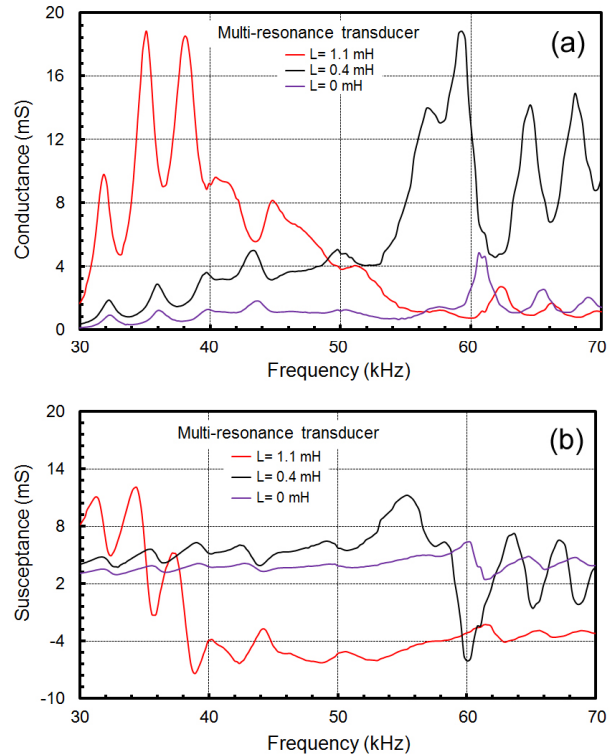 20
(a)
Multi-resonance transducer
L= 1.1 mH
L= 0.4 mH
L= 0 mH
16
12
8
4
0
Conductance (mS)
30 40 50 60 70
Frequency (kHz)
20
(b)
Multi-resonance transducer
L= 1.1 mH
L= 0.4 mH
L= 0 mH
14
8
2
-4
-10
Susceptance (mS)
30 40 50 60 70
Frequency (kHz)